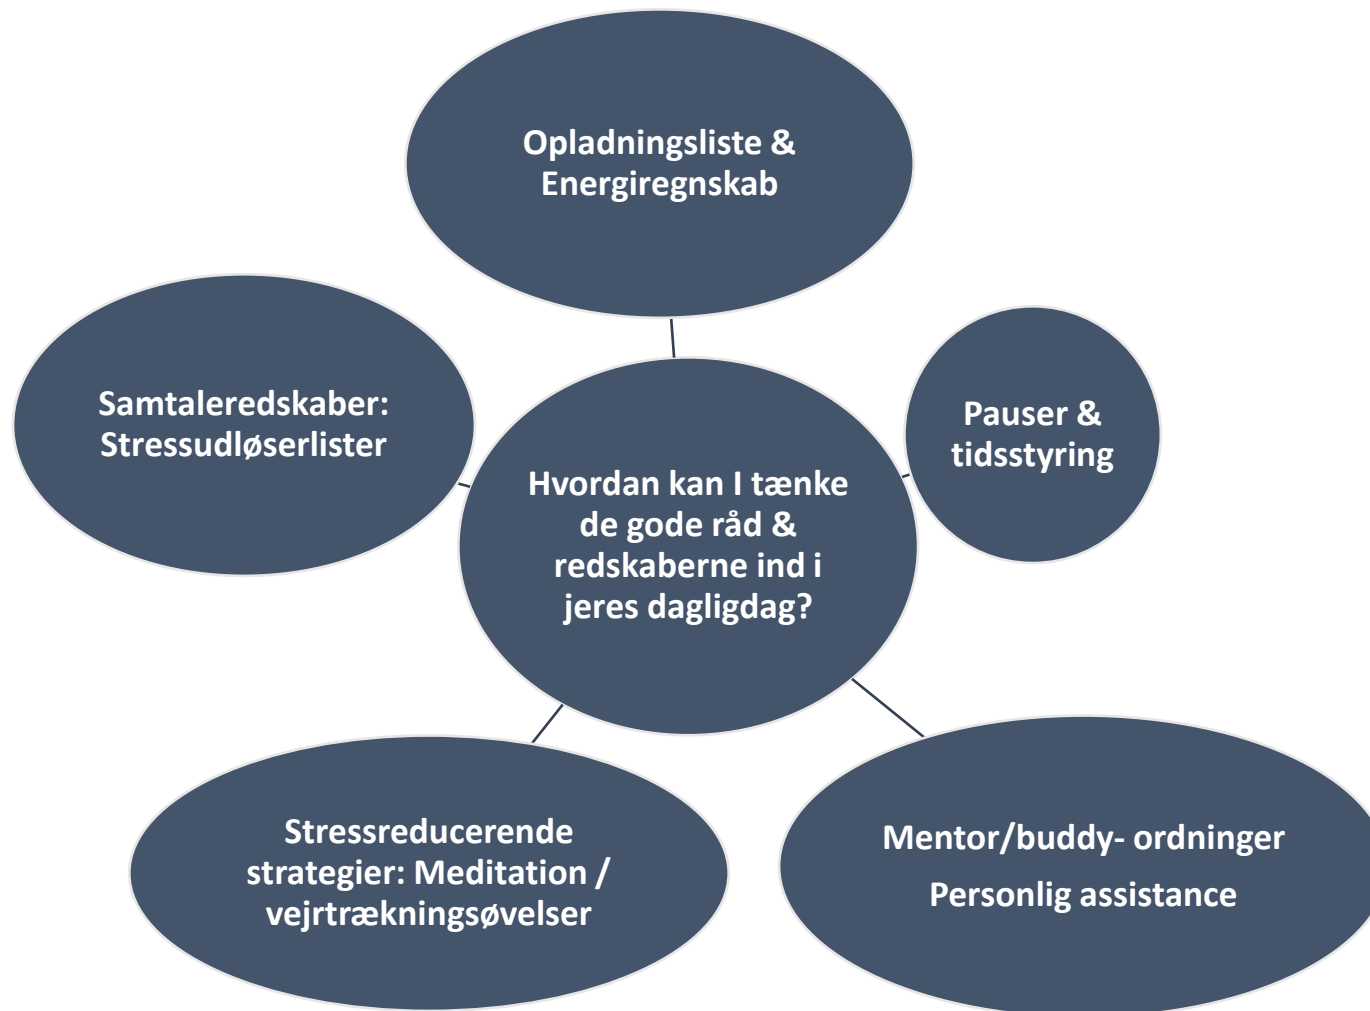 Opladningsliste &
Energiregnskab
Samtaleredskaber:
Stressudløserlister
Pauser &
tidsstyring
Hvordan kan I tænke
de gode råd &
redskaberne ind i
jeres dagligdag?
Stressreducerende
strategier: Meditation /
vejrtrækningsøvelser
Mentor/buddy- ordninger
Personlig assistance